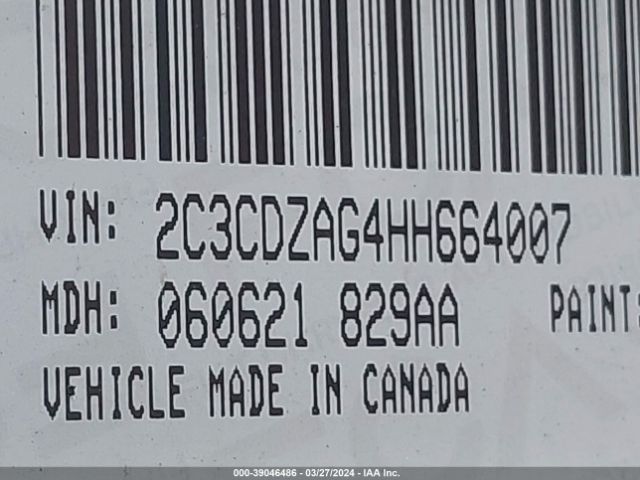 VIN: 2C3CDZAG4HH664007
MDH: 060621 829AA PAINT:
VEHICLE MADE IN CANADA
000-39046486 - 03/27/2024 - IAA Inc.